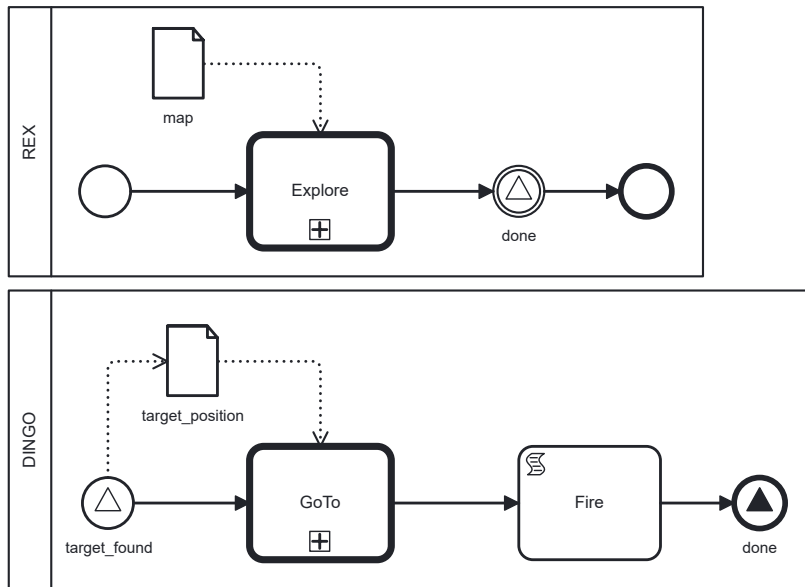 REX
map
Explore
done
DINGO
target_position
target_found
GoTo
Fire
done